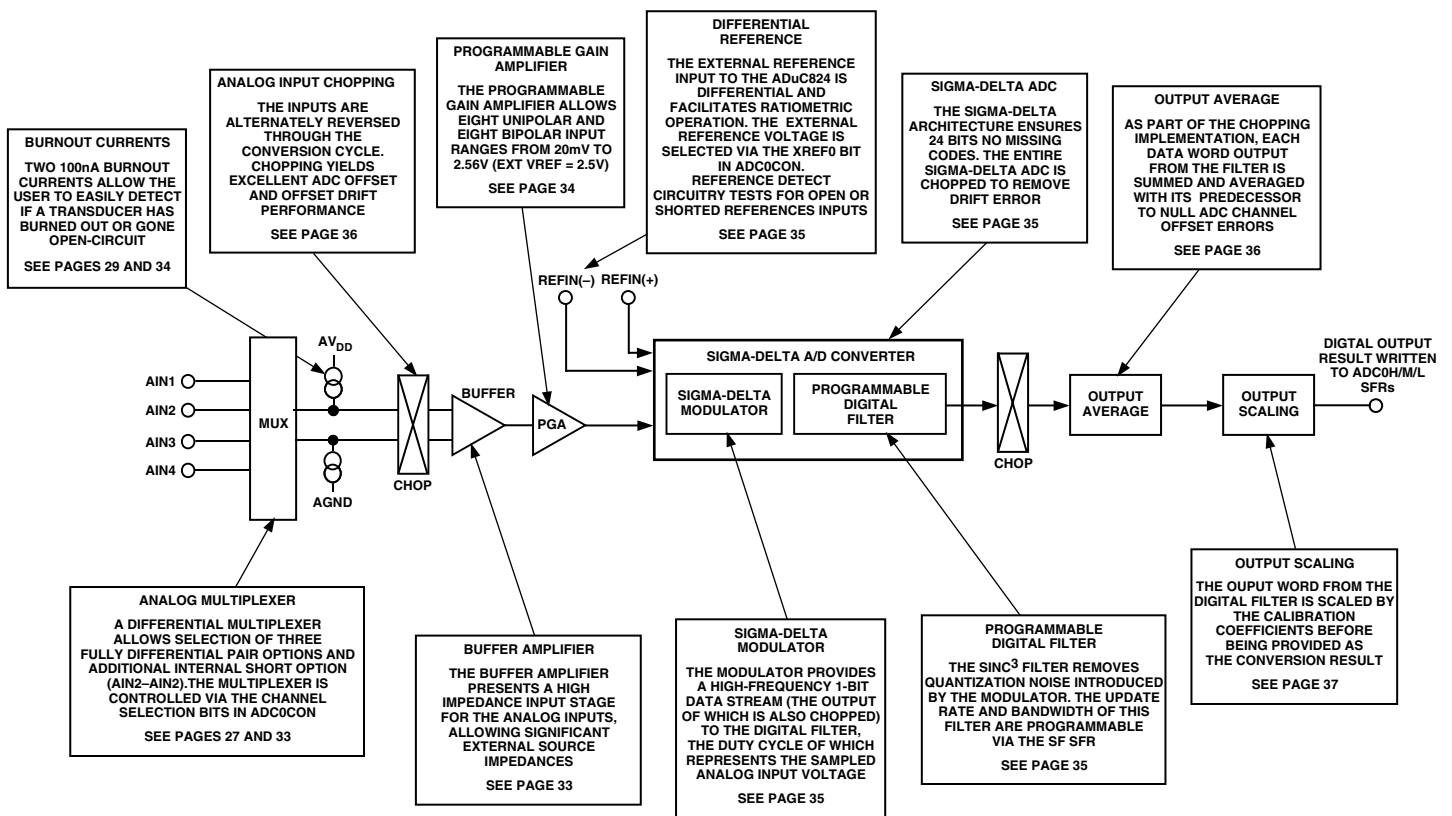 DIFFERENTIAL
REFERENCE
THE EXTERNAL REFERENCE
INPUT TO THE ADuC824 IS
DIFFERENTIAL AND
FACILITATES RATIOMETRIC
OPERATION. THE EXTERNAL
REFERENCE VOLTAGE IS
SELECTED VIA THE XREF0 BIT
IN ADC0CON.
REFERENCE DETECT
CIRCUITRY TESTS FOR OPEN OR
SHORTED REFERENCES INPUTS
SEE PAGE 35
PROGRAMMABLE GAIN
AMPLIFIER
THE PROGRAMMABLE
GAIN AMPLIFIER ALLOWS
EIGHT UNIPOLAR AND
EIGHT BIPOLAR INPUT
RANGES FROM 20mV TO
2.56V (EXT VREF = 2.5V)
SEE PAGE 34
ANALOG INPUT CHOPPING
THE INPUTS ARE
ALTERNATELY REVERSED
THROUGH THE
CONVERSION CYCLE.
CHOPPING YIELDS
EXCELLENT ADC OFFSET
AND OFFSET DRIFT
PERFORMANCE
SEE PAGE 36
SIGMA-DELTA ADC
THE SIGMA-DELTA
ARCHITECTURE ENSURES
24 BITS NO MISSING
CODES. THE ENTIRE
SIGMA-DELTA ADC IS
CHOPPED TO REMOVE
DRIFT ERROR
SEE PAGE 35
OUTPUT AVERAGE
AS PART OF THE CHOPPING
IMPLEMENTATION, EACH
DATA WORD OUTPUT
FROM THE FILTER IS
SUMMED AND AVERAGED
WITH ITS PREDECESSOR
TO NULL ADC CHANNEL
OFFSET ERRORS
SEE PAGE 36
BURNOUT CURRENTS
TWO 100nA BURNOUT
CURRENTS ALLOW THE
USER TO EASILY DETECT
IF A TRANSDUCER HAS
BURNED OUT OR GONE
OPEN-CIRCUIT
SEE PAGES 29 AND 34
REFIN(–) REFIN(+)
AVDD
AIN1
AIN2
AIN3
AIN4
MUX
AGND
CHOP
BUFFER
PGA
SIGMA-DELTA A/D CONVERTER
SIGMA-DELTA
MODULATOR
PROGRAMMABLE
DIGITAL
FILTER
CHOP
OUTPUT
AVERAGE
OUTPUT
SCALING
DIGTAL OUTPUT
RESULT WRITTEN
TO ADC0H/M/L
SFRs
ANALOG MULTIPLEXER
A DIFFERENTIAL MULTIPLEXER
ALLOWS SELECTION OF THREE
FULLY DIFFERENTIAL PAIR OPTIONS AND
ADDITIONAL INTERNAL SHORT OPTION
(AIN2–AIN2).THE MULTIPLEXER IS
CONTROLLED VIA THE CHANNEL
SELECTION BITS IN ADC0CON
SEE PAGES 27 AND 33
BUFFER AMPLIFIER
THE BUFFER AMPLIFIER
PRESENTS A HIGH
IMPEDANCE INPUT STAGE
FOR THE ANALOG INPUTS,
ALLOWING SIGNIFICANT
EXTERNAL SOURCE
IMPEDANCES
SEE PAGE 33
SIGMA-DELTA
MODULATOR
THE MODULATOR PROVIDES
A HIGH-FREQUENCY 1-BIT
DATA STREAM (THE OUTPUT
OF WHICH IS ALSO CHOPPED)
TO THE DIGITAL FILTER,
THE DUTY CYCLE OF WHICH
REPRESENTS THE SAMPLED
ANALOG INPUT VOLTAGE
SEE PAGE 35
PROGRAMMABLE
DIGITAL FILTER
THE SINC3 FILTER REMOVES
QUANTIZATION NOISE INTRODUCED
BY THE MODULATOR. THE UPDATE
RATE AND BANDWIDTH OF THIS
FILTER ARE PROGRAMMABLE
VIA THE SF SFR
SEE PAGE 35
OUTPUT SCALING
THE OUPUT WORD FROM THE
DIGITAL FILTER IS SCALED BY
THE CALIBRATION
COEFFICIENTS BEFORE
BEING PROVIDED AS
THE CONVERSION RESULT
SEE PAGE 37